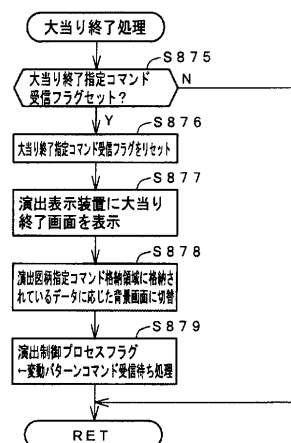 大当り終了処理
S875
大当り終了指定コマンド
受信フラグセット?
N
Y
S876
大当り終了指定コマンド受信フラグをリセット
S877
演出表示装置に大当り
終了画面を表示
S878
演出図柄指定コマンド格納領域に格納され
ているデータに応じた背景画面に切替
S879
演出制御プロセスフラグ
←変動パターンコマンド受信待ち処理
RET